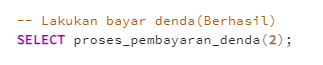 -- Lakukan bayar denda(Berhasil)
SELECT proses_pembayaran_denda(2);